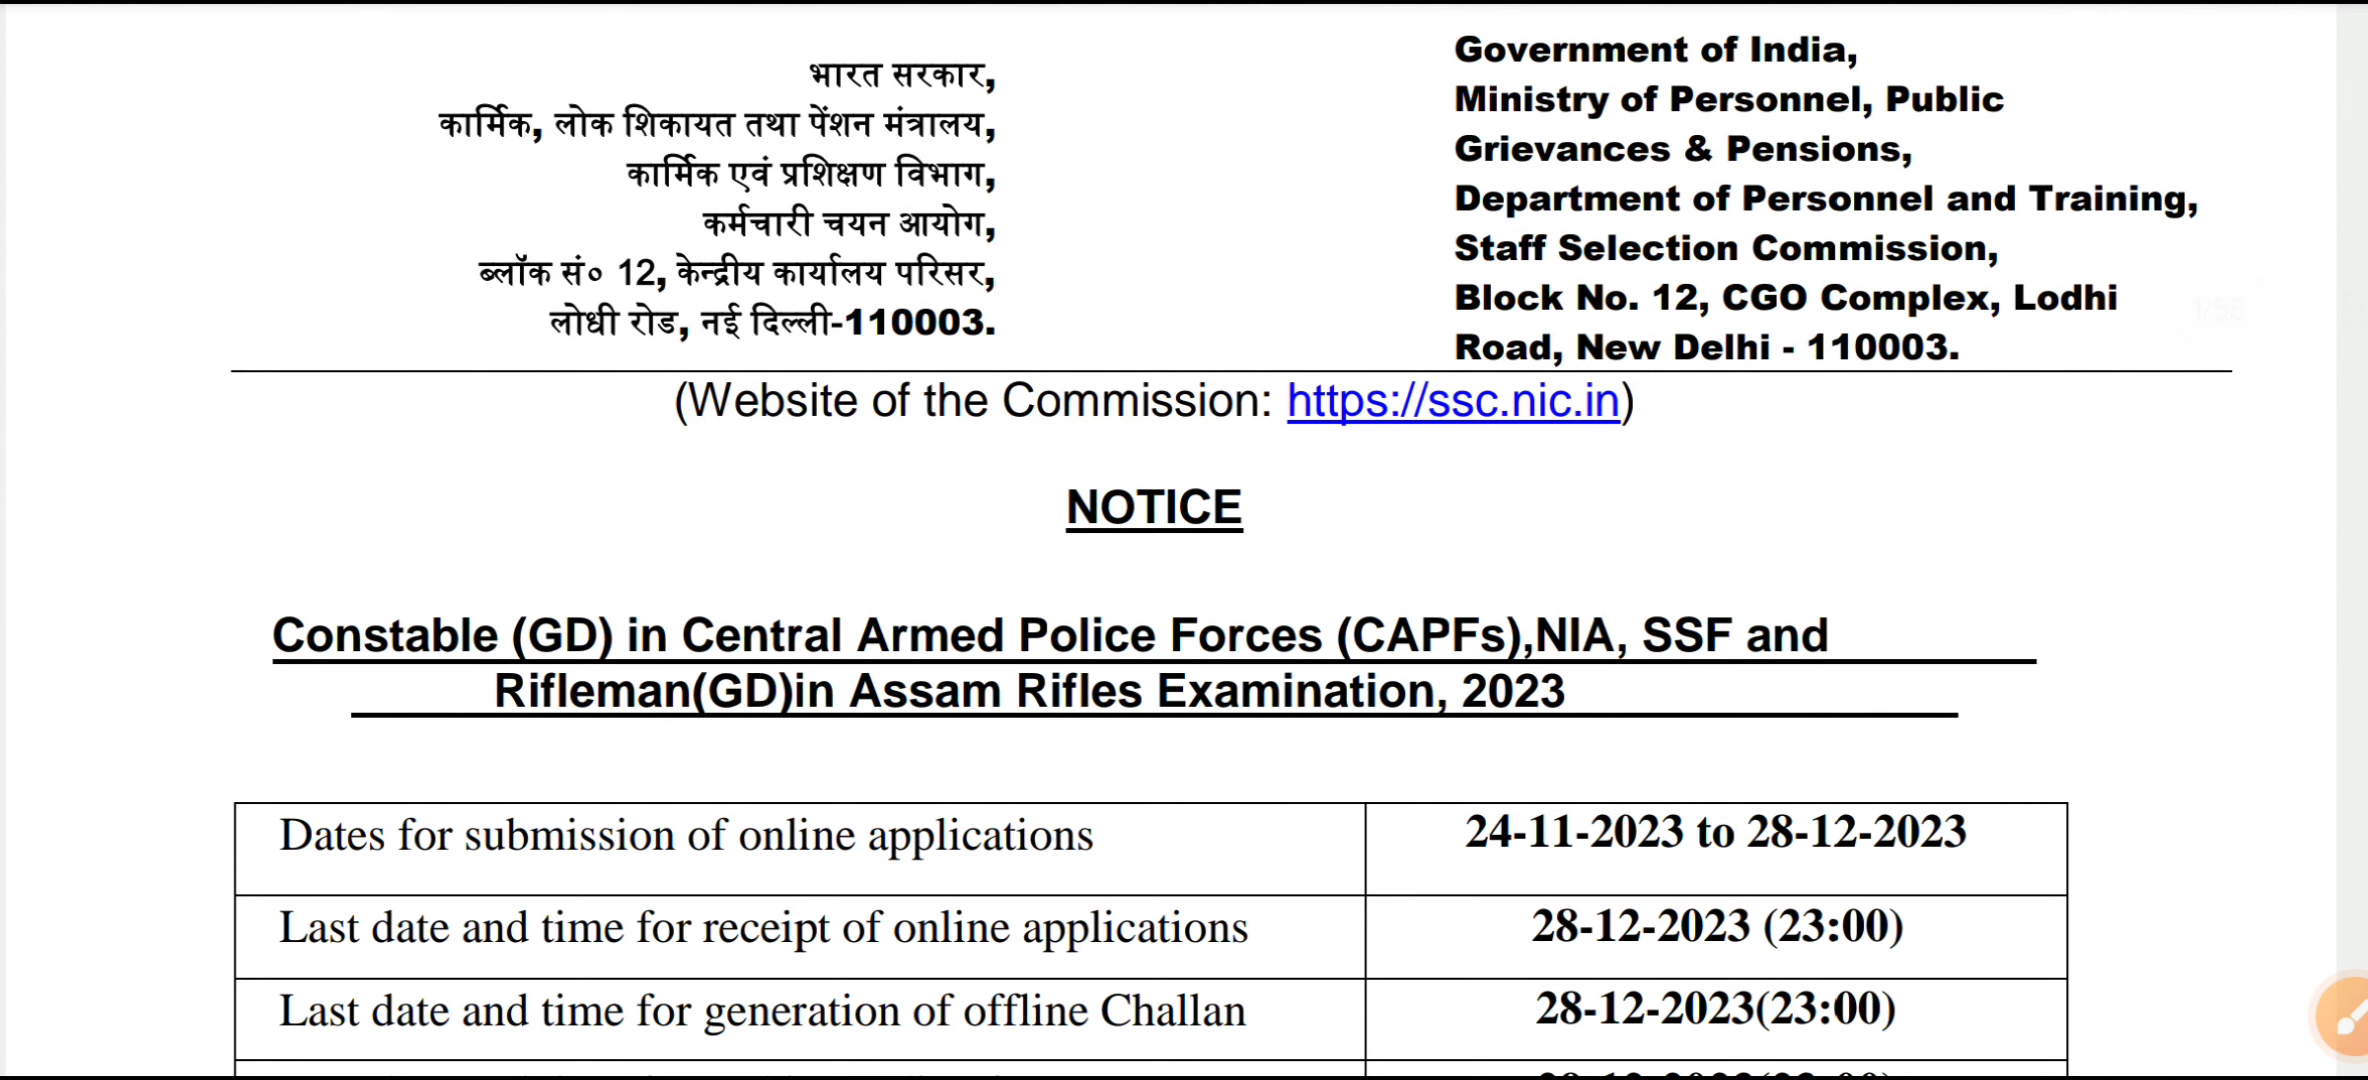 भारत सरकार,
कार्मिक, लोक शिकायत तथा पेंशन मंत्रालय,
कार्मिक एवं प्रशिक्षण विभाग,
कर्मचारी चयन आयोग,
ब्लॉक सं० 12, केन्द्रीय कार्यालय परिसर,
लोधी रोड, नई दिल्ली-110003.
Government of India,
Ministry of Personnel, Public
Grievances & Pensions,
Department of Personnel and Training,
Staff Selection Commission,
Block No. 12, CGO Complex, Lodhi
Road, New Delhi - 110003.
1/55
(Website of the Commission: https://ssc.nic.in)
NOTICE
Constable (GD) in Central Armed Police Forces (CAPFs),NIA, SSF and
Rifleman(GD)in Assam Rifles Examination, 2023
Dates for submission of online applications 24-11-2023 to 28-12-2023
Last date and time for receipt of online applications 28-12-2023 (23:00)
Last date and time for generation of offline Challan 28-12-2023(23:00)